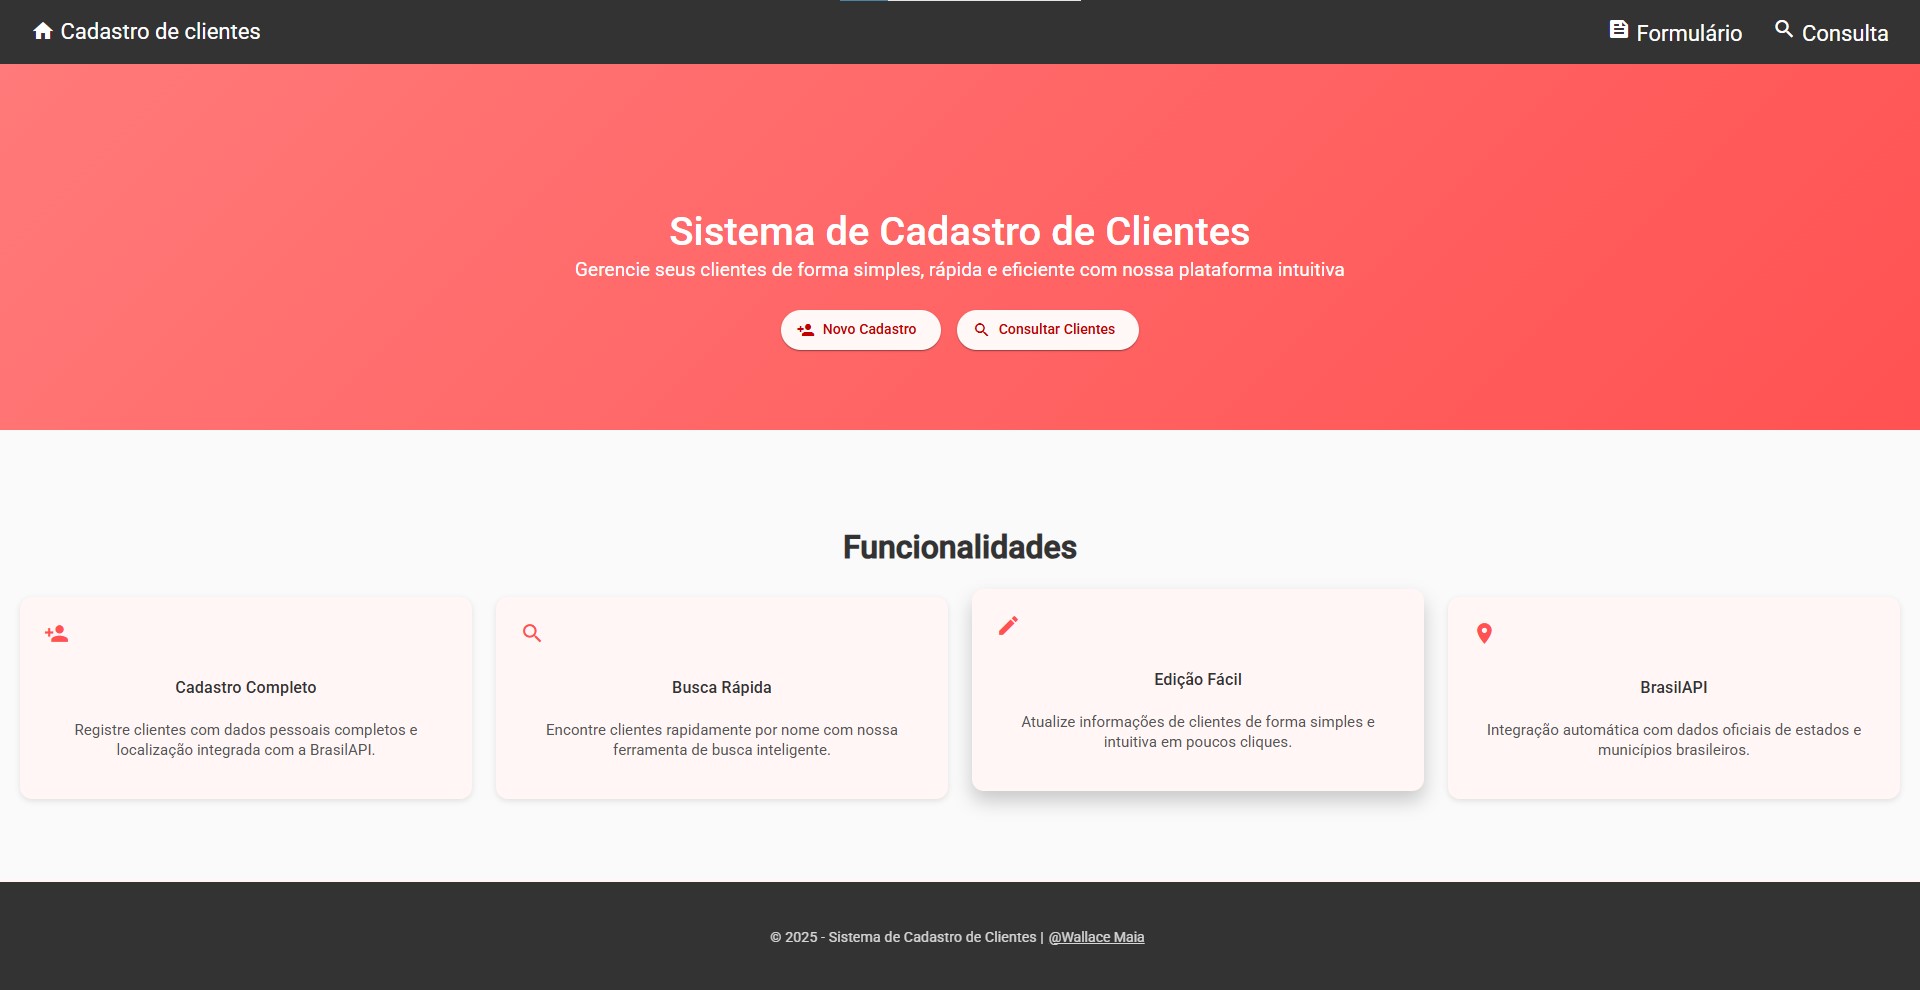 Cadastro de clientes
Formulário
Consulta
Sistema de Cadastro de Clientes
Gerencie seus clientes de forma simples, rápida e eficiente com nossa plataforma intuitiva
Novo Cadastro
Consultar Clientes
Funcionalidades
Cadastro Completo
Registre clientes com dados pessoais completos e
localização integrada com a BrasilAPI.
Busca Rápida
Encontre clientes rapidamente por nome com nossa
ferramenta de busca inteligente.
Edição Fácil
Atualize informações de clientes de forma simples e
intuitiva em poucos cliques.
BrasilAPI
Integração automática com dados oficiais de estados e
municípios brasileiros.
© 2025 - Sistema de Cadastro de Clientes | @Wallace Maia